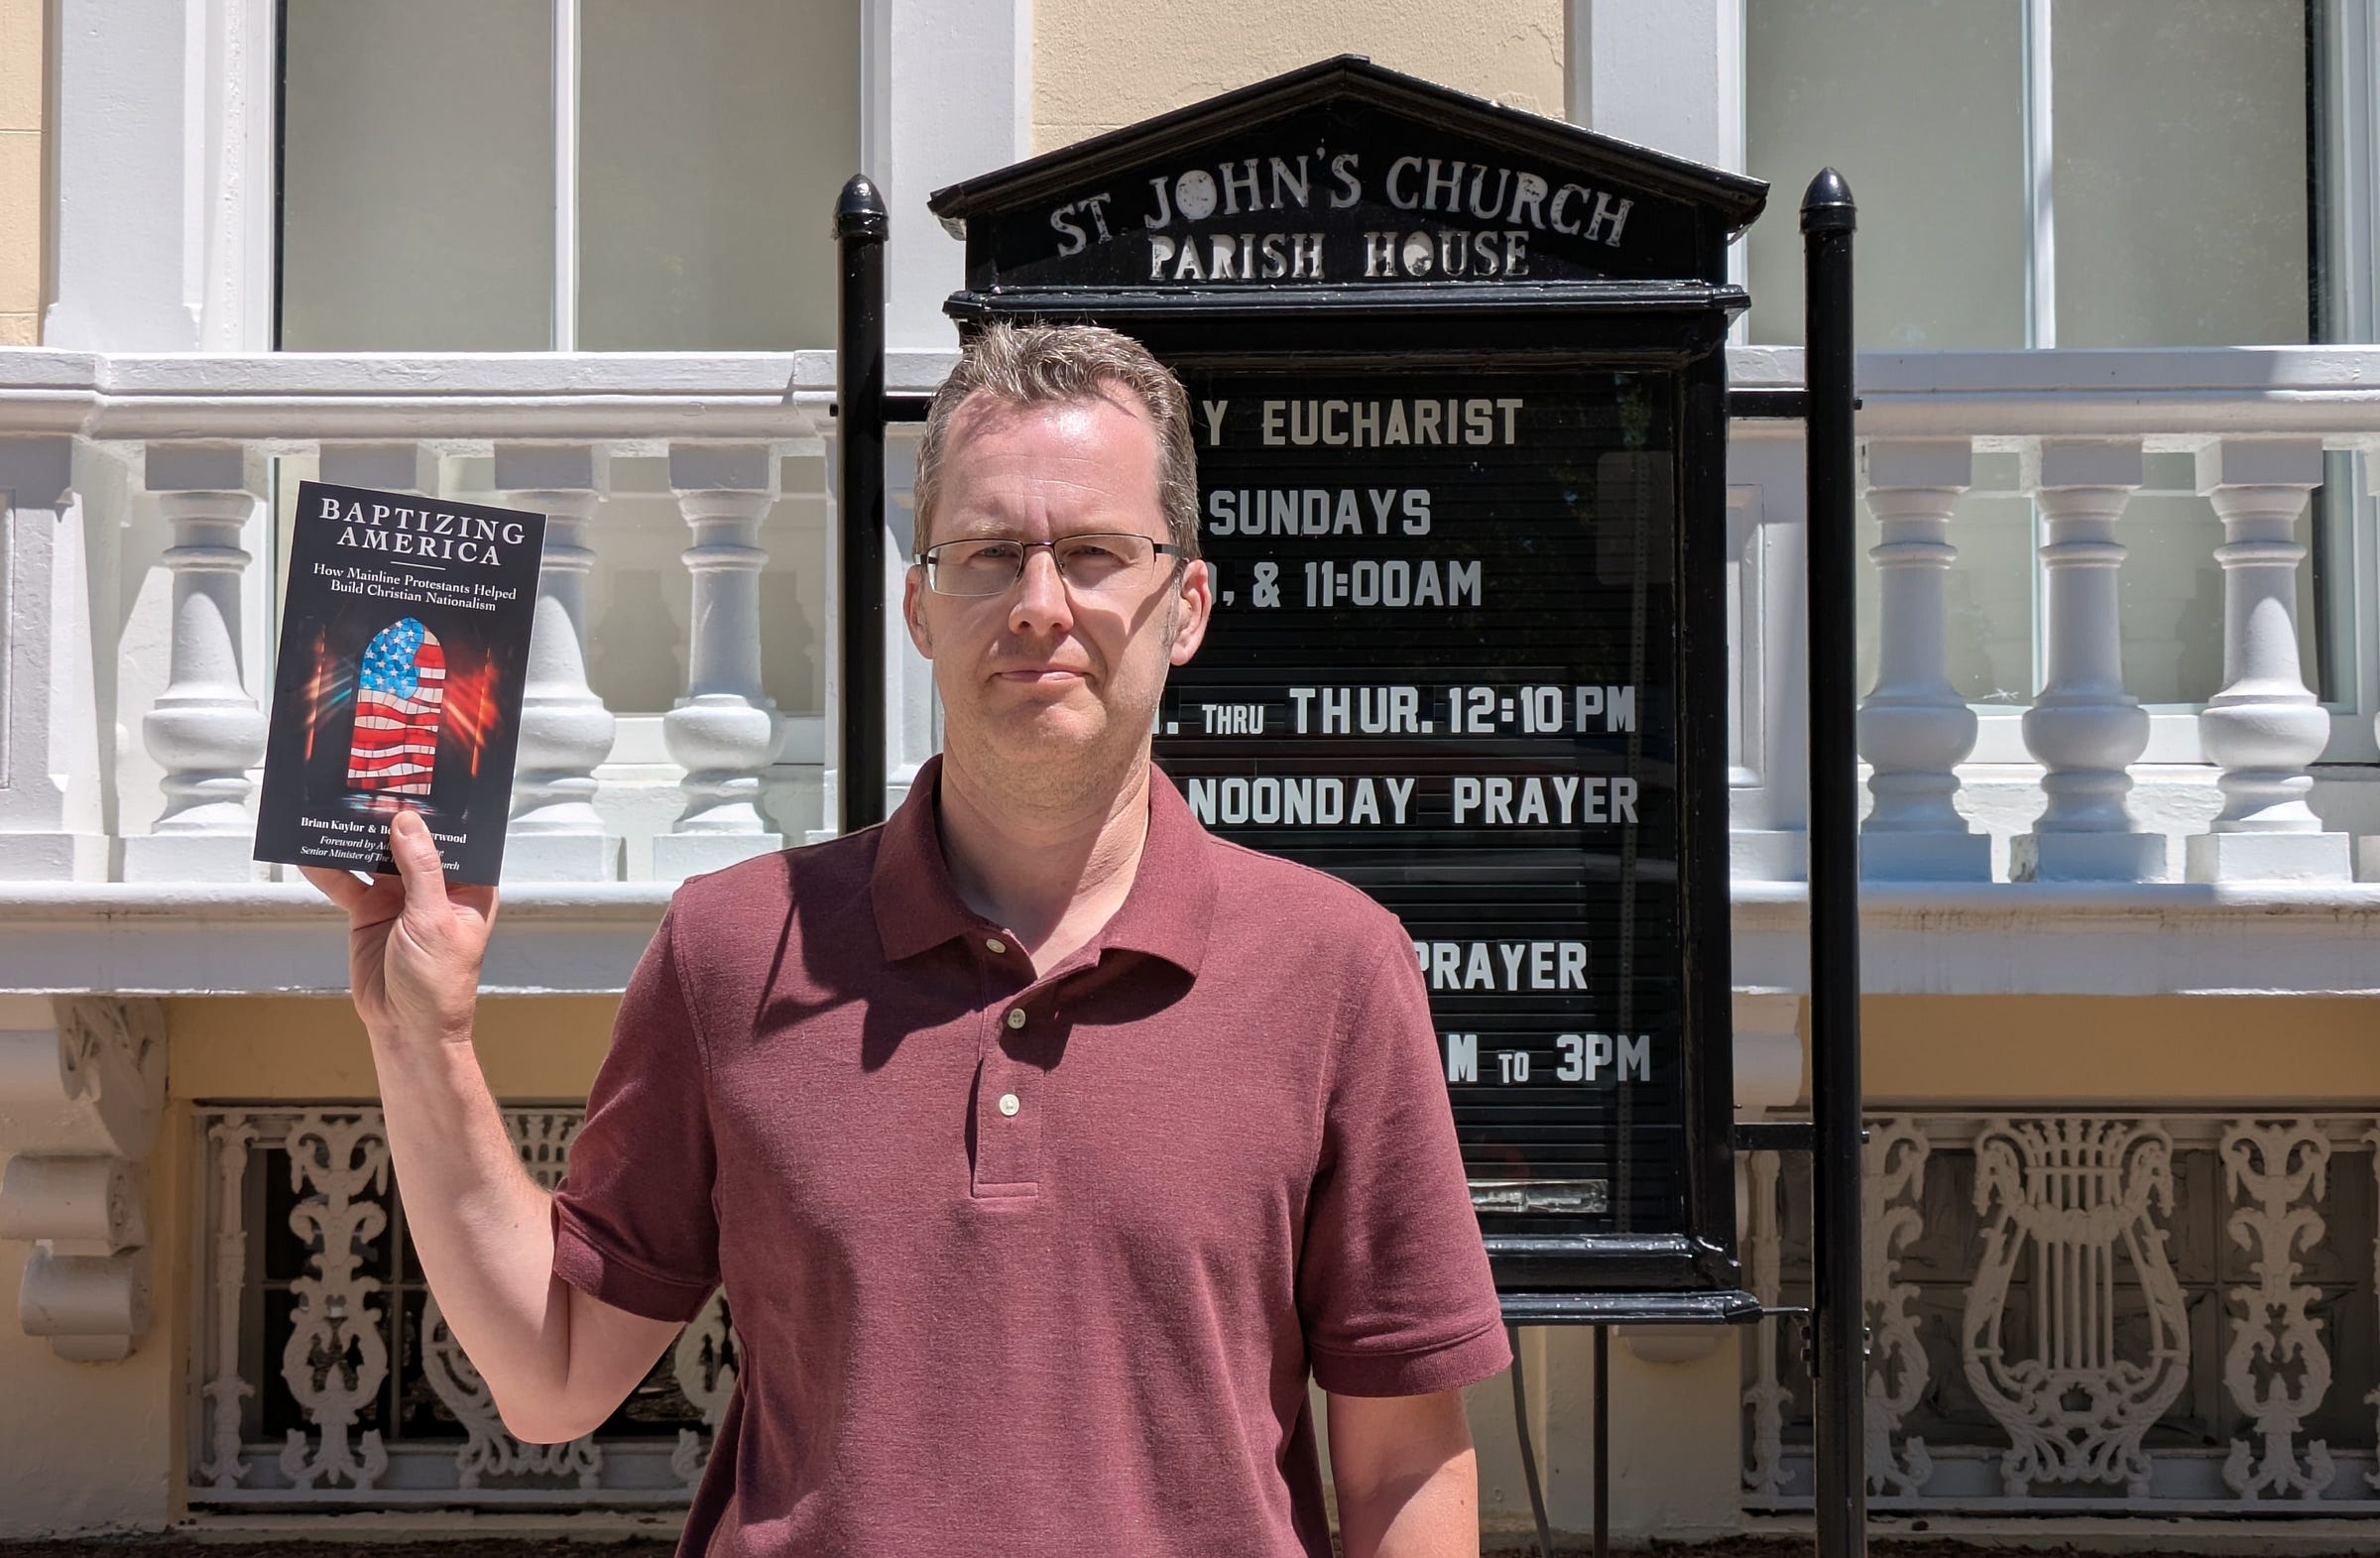 BAPTIZING
AMERICA
How Mainline Protestants Helped
Build Christian Nationalism
Brian Kaylor &
Foreword by
Senior Minister of The
ST. JOHN'S CHURCH
PARISH HOUSE
EUCHARIST
SUNDAYS
& 11:00AM
THRU THUR. 12:10 PM
NOONDAY PRAYER
PRAYER
TO 3PM